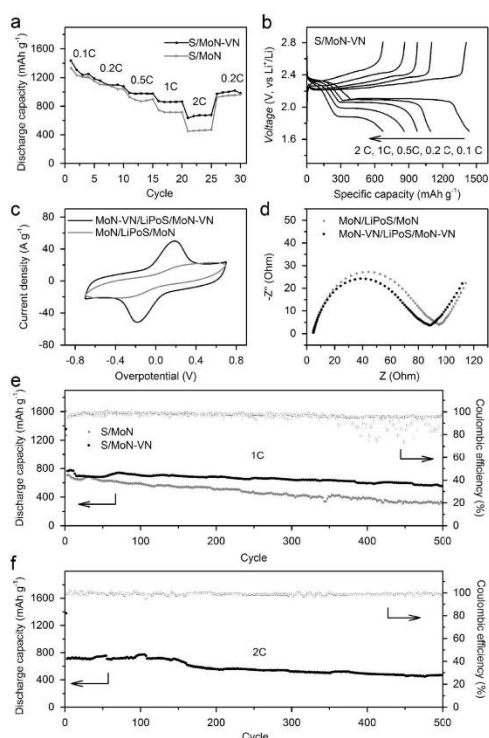 a
S/MoN-VN
S/MoN
0.1C
0.2C
0.5C
1C
2C
0.2C
Discharge capacity (mAh g⁻¹)
1600
1200
800
400
0
0 5 10 15 20 25 30
Cycle
b
S/MoN-VN
Voltage (V, vs Li⁺/Li)
2.8
2.4
2.0
1.6
2 C, 1C, 0.5C, 0.2 C, 0.1 C
0 300 600 900 1200 1500
Specific capacity (mAh g⁻¹)
c
MoN-VN/LiPoS/MoN-VN
MoN/LiPoS/MoN
Current density (A g⁻¹)
80
40
0
-40
-80
-0.8 -0.4 0.0 0.4 0.8
Overpotential (V)
d
MoN/LiPoS/MoN
MoN-VN/LiPoS/MoN-VN
-Z'' (Ohm)
60
50
40
30
20
10
0
0 20 40 60 80 100 120 140
Z (Ohm)
e
S/MoN
S/MoN-VN
1C
Discharge capacity (mAh g⁻¹)
1600
1200
800
400
0
0 100 200 300 400 500
Cycle
100
80
60
40
20
0
Coulombic efficiency (%)
f
2C
Discharge capacity (mAh g⁻¹)
1600
1200
800
400
0
0 100 200 300 400 500
Cycle
100
80
60
40
20
0
Coulombic efficiency (%)